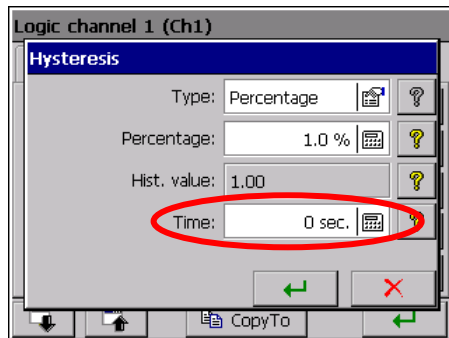 Logic channel 1 (Ch1)
Hysteresis
Type: Percentage ?
Percentage: 1.0 % ?
Hist. value: 1.00 ?
Time: 0 sec. ?
CopyTo